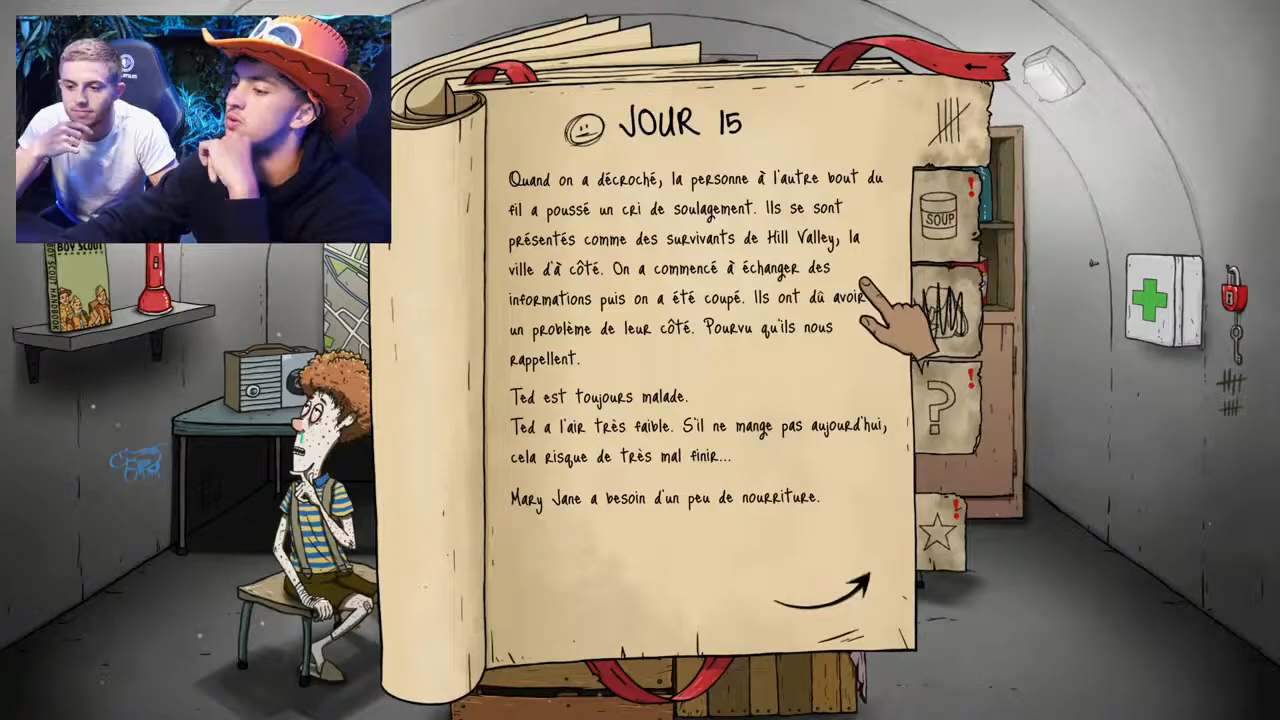 JOUR 15
Quand on a décroché, la personne à l'autre bout du
fil a poussé un cri de soulagement. Ils se sont
présentés comme des survivants de Hill Valley, la
ville d'à côté. On a commencé à échanger des
informations puis on a été coupé. Ils ont dû avoir
un problème de leur côté. Pourvu qu'ils nous
rappellent.
Ted est toujours malade.
Ted a l'air très faible. S'il ne mange pas aujourd'hui,
cela risque de très mal finir...
Mary Jane a besoin d'un peu de nourriture.
SOUP
!
!
?
!
BOY SCOUT
BOY SCOUT HANDBOOK